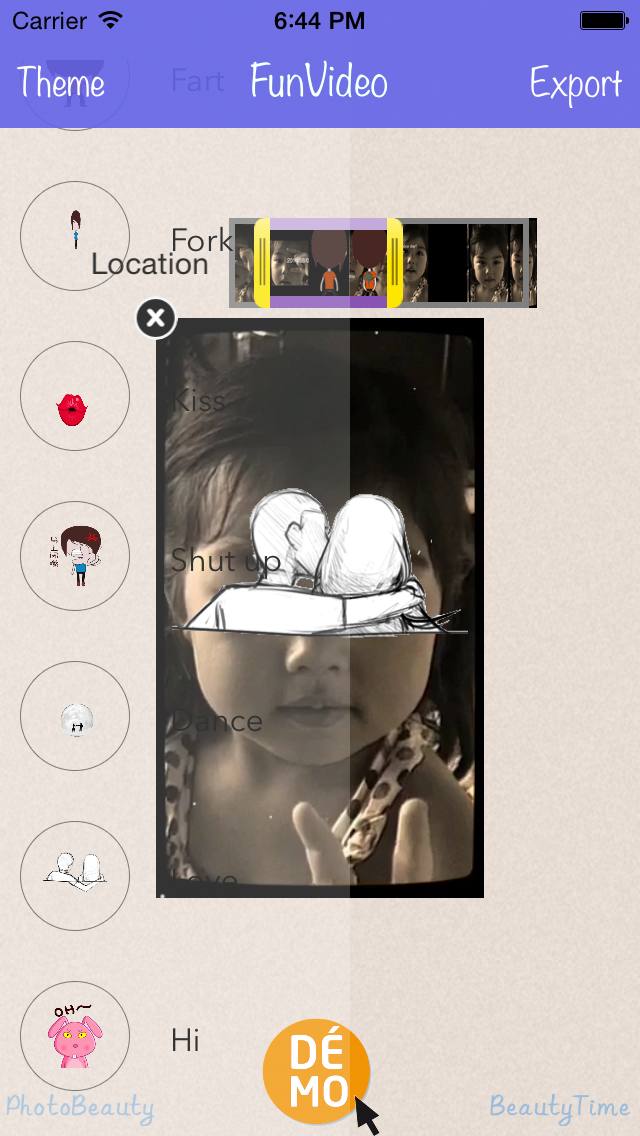 Carrier 6:44 PM
Theme FunVideo Export
Fart
Fork
Location
Kiss
Shut up
Dance
Love
OH~
Hi
DÉ
MO
PhotoBeauty BeautyTime